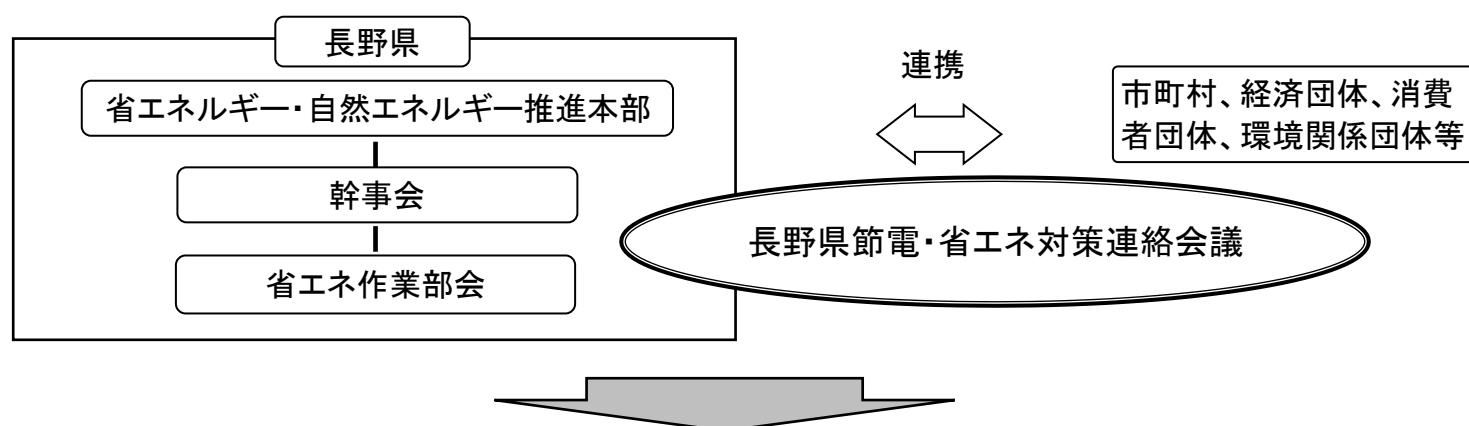 長野県
省エネルギー・自然エネルギー推進本部
幹事会
省エネ作業部会
連携
市町村、経済団体、消費
者団体、環境関係団体等
長野県節電・省エネ対策連絡会議